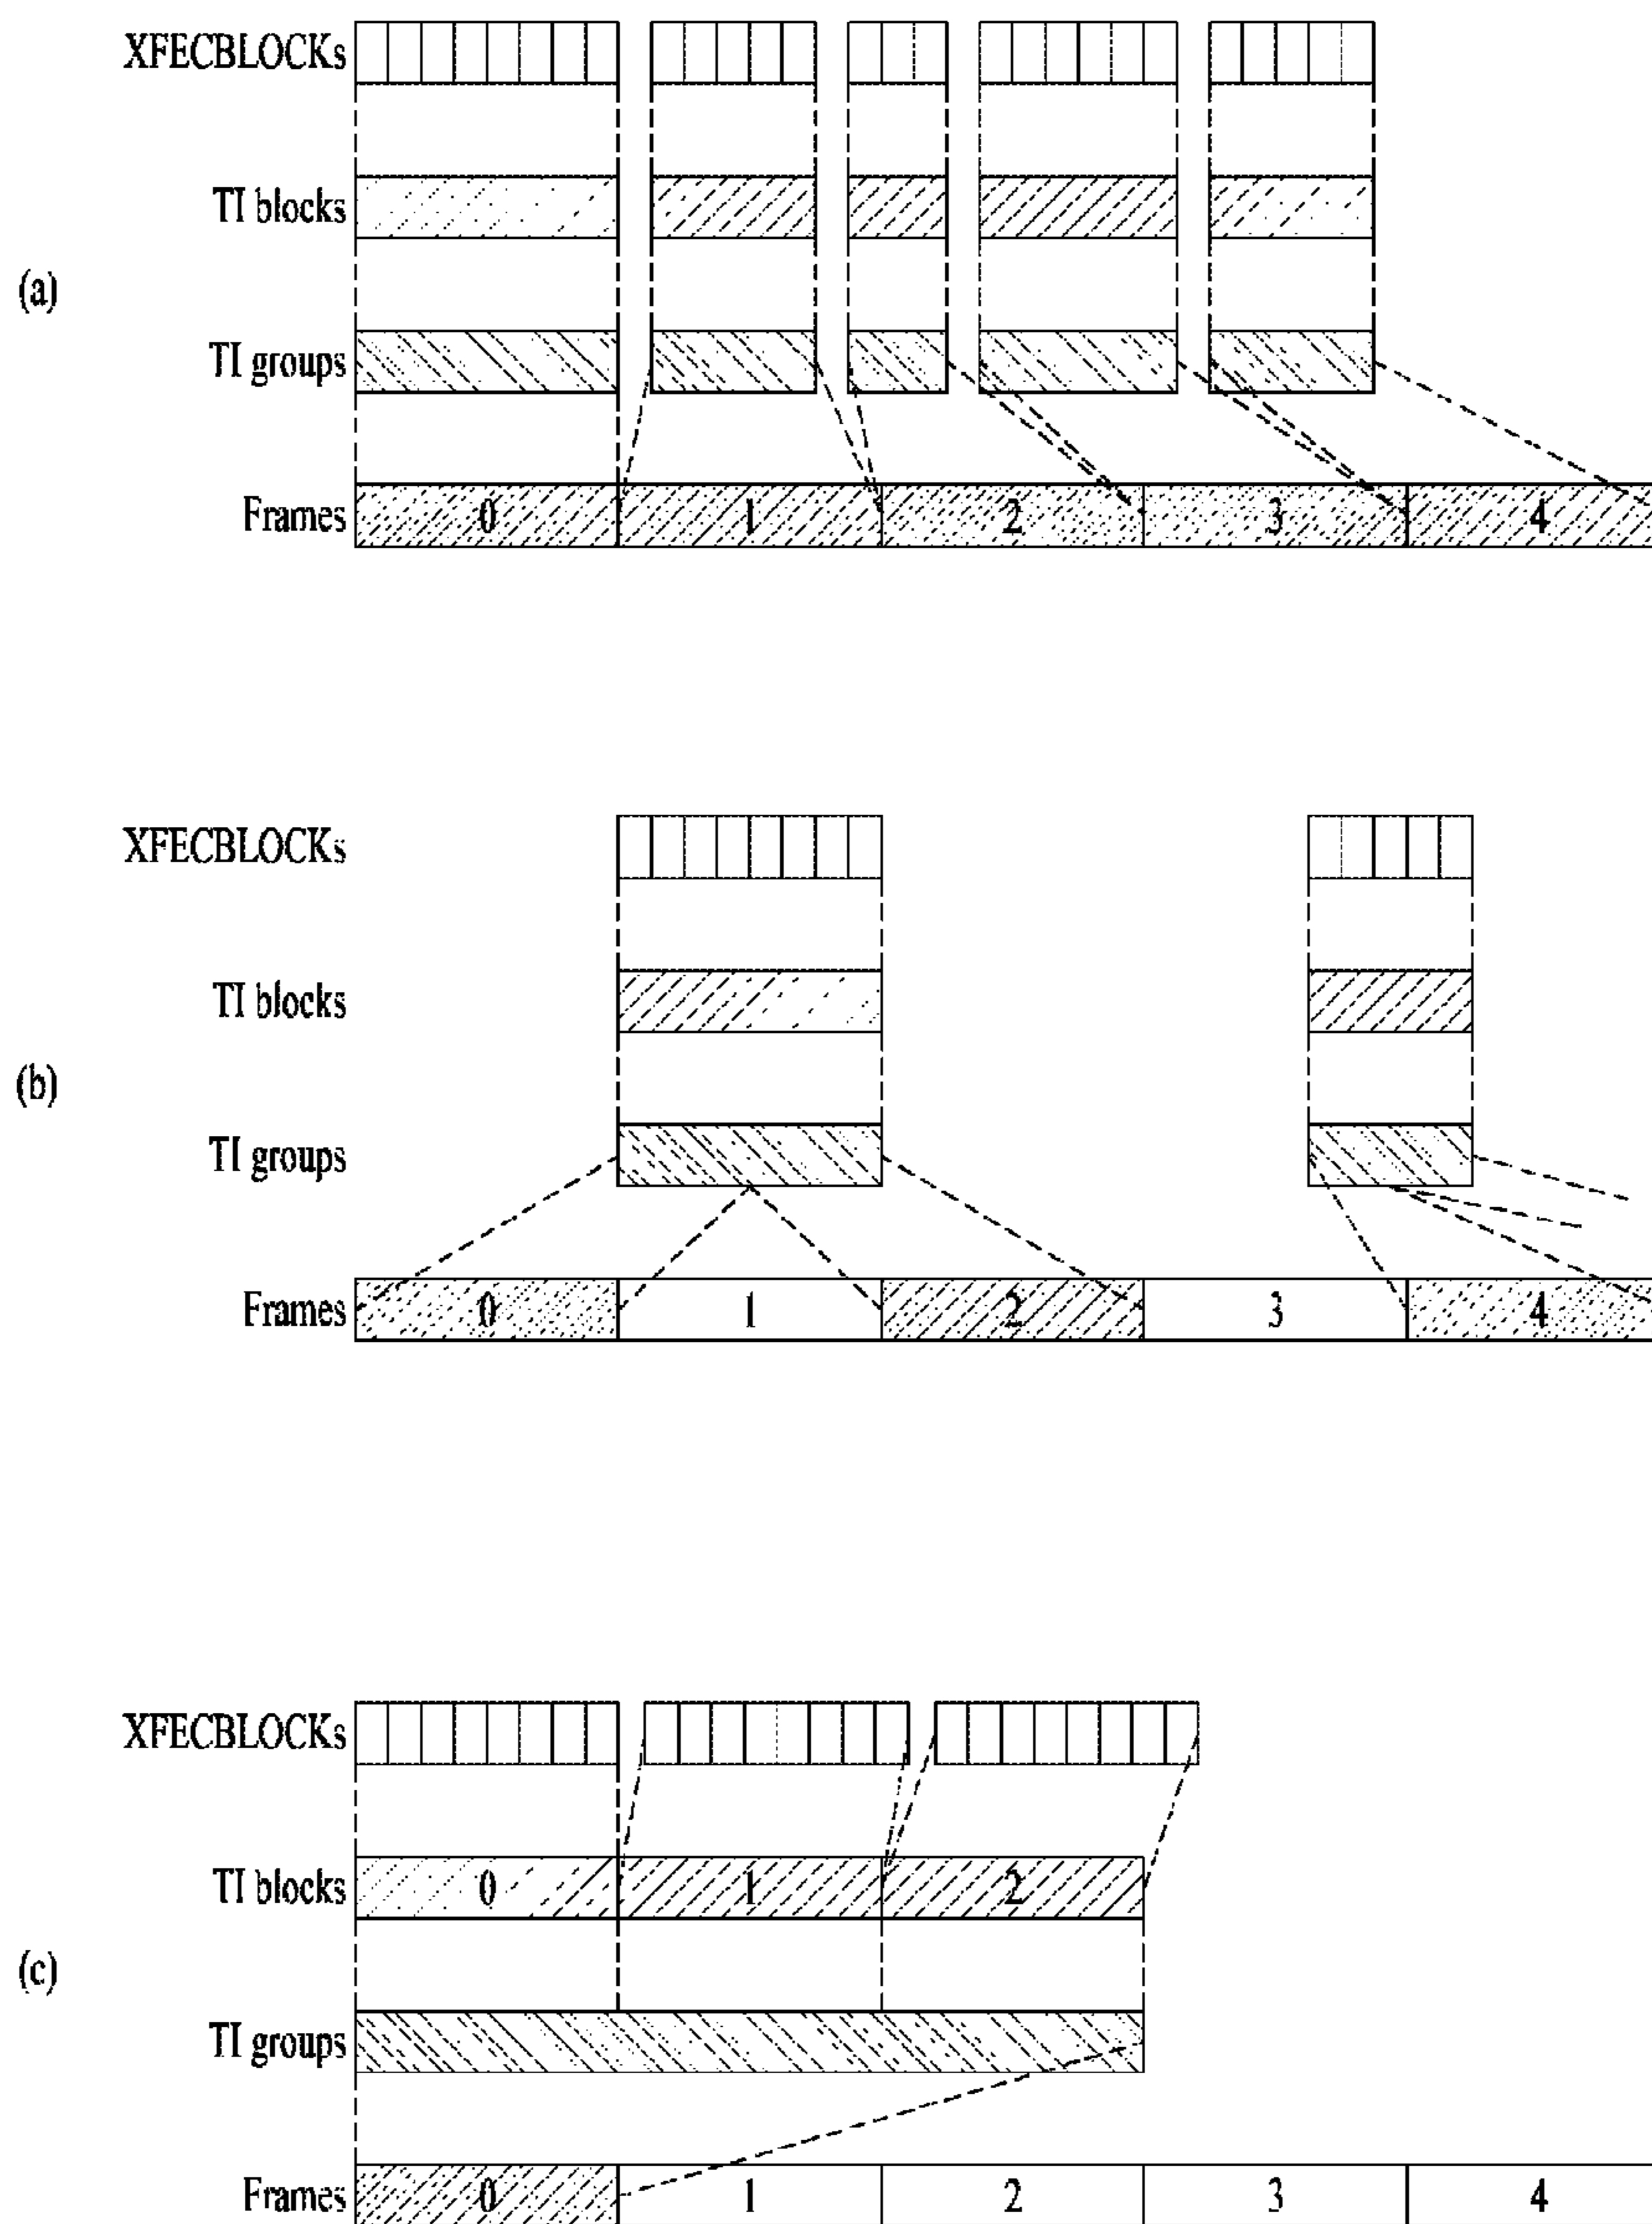 XFECBLOCKs
TI blocks
(a)
TI groups
Frames 0 1 2 3 4
XFECBLOCKs
TI blocks
(b)
TI groups
Frames 0 1 2 3 4
XFECBLOCKs
TI blocks 0 1 2
(c)
TI groups
Frames 0 1 2 3 4